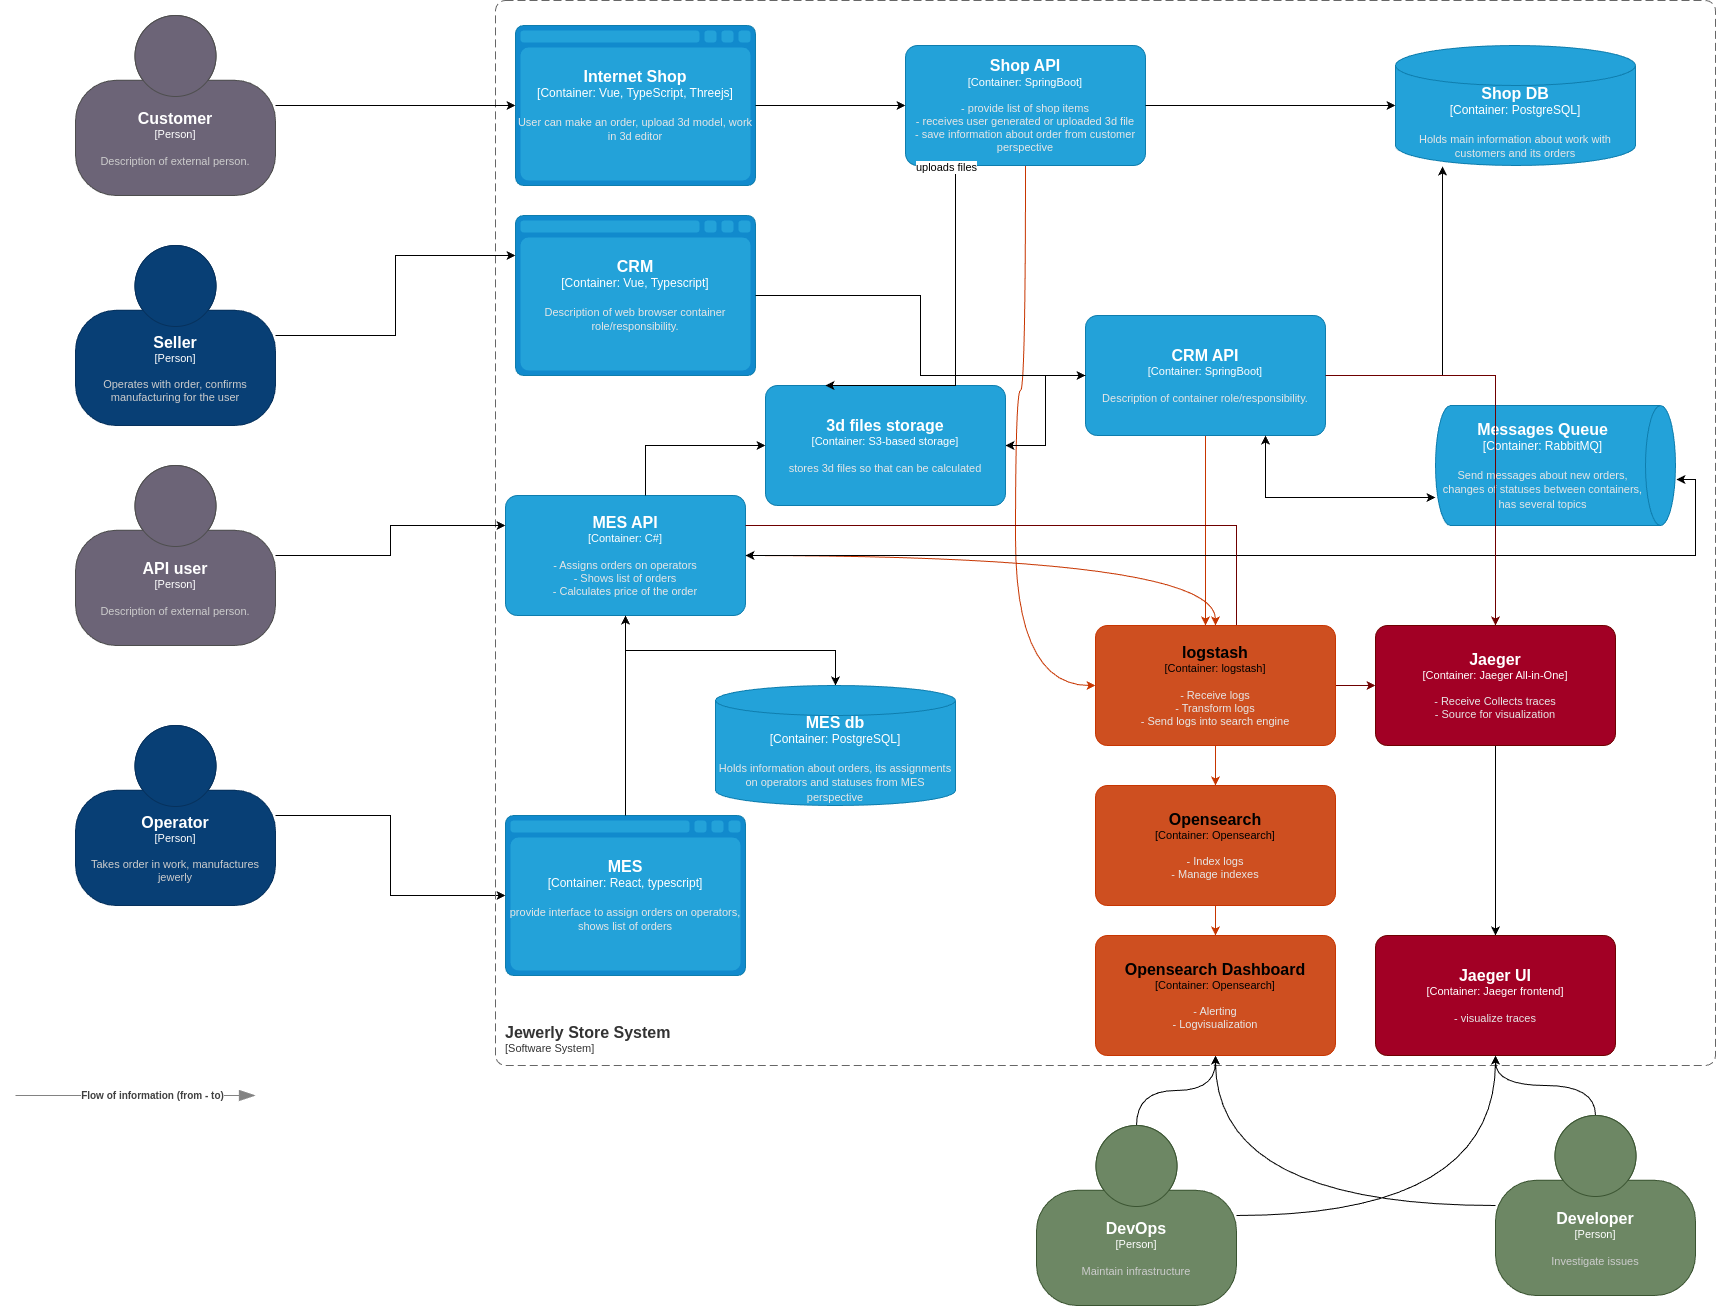 Customer
[Person]
Description of external person.
Internet Shop
[Container: Vue, TypeScript, Threejs]
User can make an order, upload 3d model, work
in 3d editor
Shop API
[Container: SpringBoot]
- provide list of shop items
- receives user generated or uploaded 3d file
- save information about order from customer
perspective
uploads files
Shop DB
[Container: PostgreSQL]
Holds main information about work with
customers and its orders
Seller
[Person]
Operates with order, confirms
manufacturing for the user
CRM
[Container: Vue, Typescript]
Description of web browser container
role/responsibility.
CRM API
[Container: SpringBoot]
Description of container role/responsibility.
3d files storage
[Container: S3-based storage]
stores 3d files so that can be calculated
Messages Queue
[Container: RabbitMQ]
Send messages about new orders,
changes of statuses between containers,
has several topics
API user
[Person]
Description of external person.
MES API
[Container: C#]
- Assigns orders on operators
- Shows list of orders
- Calculates price of the order
logstash
[Container: logstash]
- Receive logs
- Transform logs
- Send logs into search engine
Jaeger
[Container: Jaeger All-in-One]
- Receive Collects traces
- Source for visualization
MES db
[Container: PostgreSQL]
Holds information about orders, its assignments
on operators and statuses from MES
perspective
Operator
[Person]
Takes order in work, manufactures
jewerly
MES
[Container: React, typescript]
provide interface to assign orders on operators,
shows list of orders
Opensearch
[Container: Opensearch]
- Index logs
- Manage indexes
Opensearch Dashboard
[Container: Opensearch]
- Alerting
- Logvisualization
Jaeger UI
[Container: Jaeger frontend]
- visualize traces
Jewerly Store System
[Software System]
Flow of information (from - to)
DevOps
[Person]
Maintain infrastructure
Developer
[Person]
Investigate issues